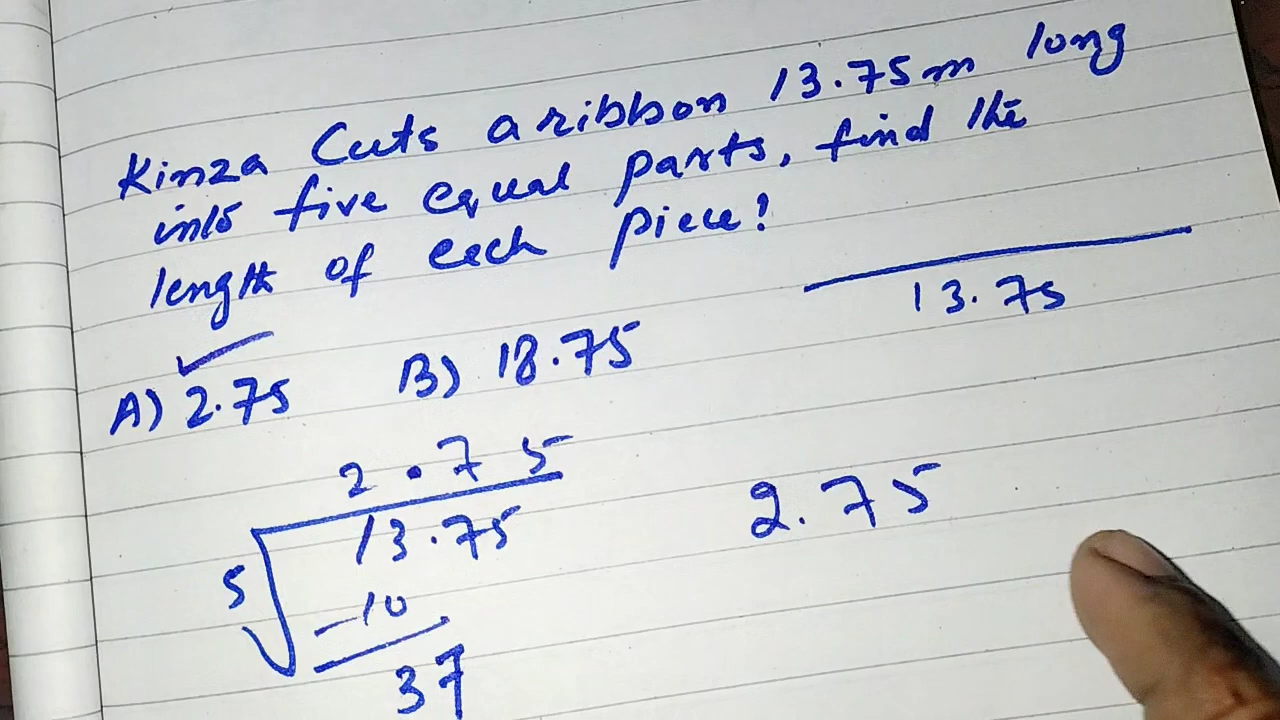 Kinza Cuts a ribbon 13.75m long
into five equal parts, find the
length of each piece?
13.75
A) 2.75 B) 18.75
2.75
5 13.75
2.75
-10
37